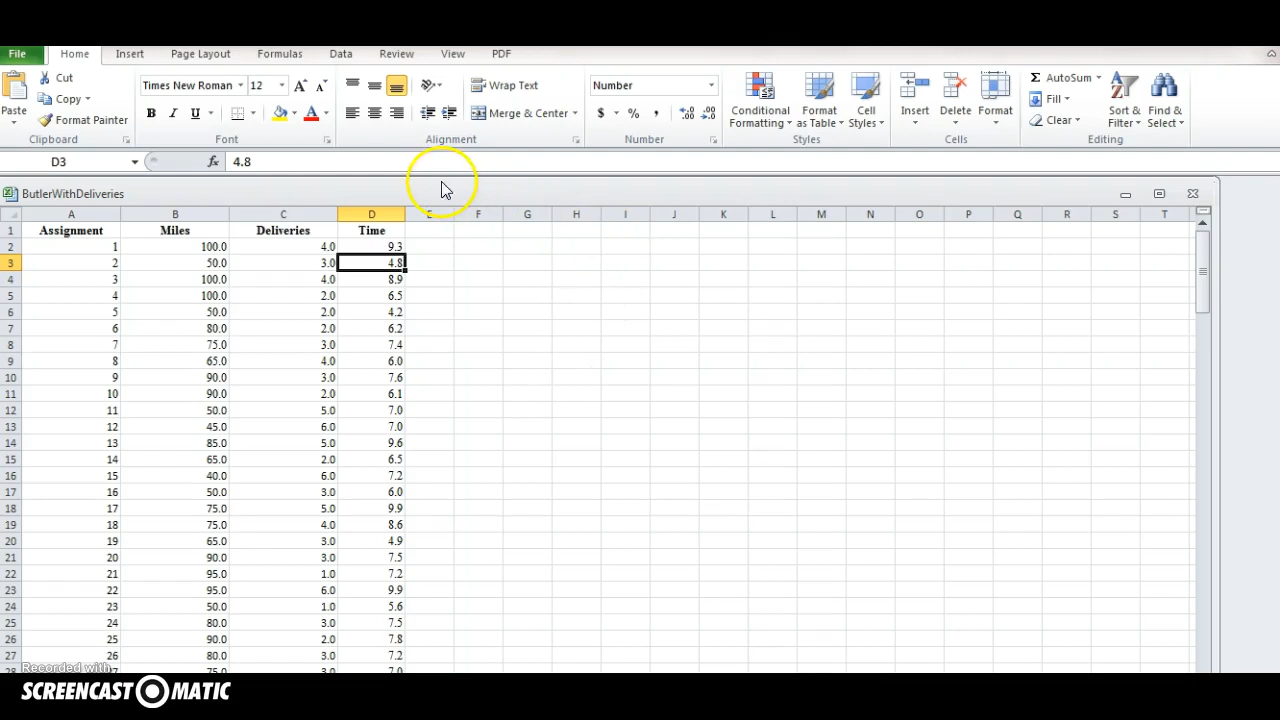 File Home Insert Page Layout Formulas Data Review View PDF
Cut
Times New Roman 12 Wrap Text Number Σ AutoSum
Copy Fill
Paste Format Painter B I U Merge & Center $ % , Conditional Formatting Format as Table Cell Styles Insert Delete Format Clear Sort & Filter Find & Select
Clipboard Font Alignment Number Styles Cells Editing
D3 fx 4.8
ButlerWithDeliveries
A B C D E F G H I J K L M N O P Q R S T
1 Assignment Miles Deliveries Time
2 1 100.0 4.0 9.3
3 2 50.0 3.0 4.8
4 3 100.0 4.0 8.9
5 4 100.0 2.0 6.5
6 5 50.0 2.0 4.2
7 6 80.0 2.0 6.2
8 7 75.0 3.0 7.4
9 8 65.0 4.0 6.0
10 9 90.0 3.0 7.6
11 10 90.0 2.0 6.1
12 11 50.0 5.0 7.0
13 12 45.0 6.0 7.0
14 13 85.0 5.0 9.6
15 14 65.0 2.0 6.5
16 15 40.0 6.0 7.2
17 16 50.0 3.0 6.0
18 17 75.0 5.0 9.9
19 18 75.0 4.0 8.6
20 19 65.0 3.0 4.9
21 20 90.0 3.0 7.5
22 21 95.0 1.0 7.2
23 22 95.0 6.0 9.9
24 23 50.0 1.0 5.6
25 24 80.0 3.0 7.5
26 25 90.0 2.0 7.8
27 26 80.0 3.0 7.2
28 27 75.0 3.0 7.0
Recorded with
SCREENCAST MATIC